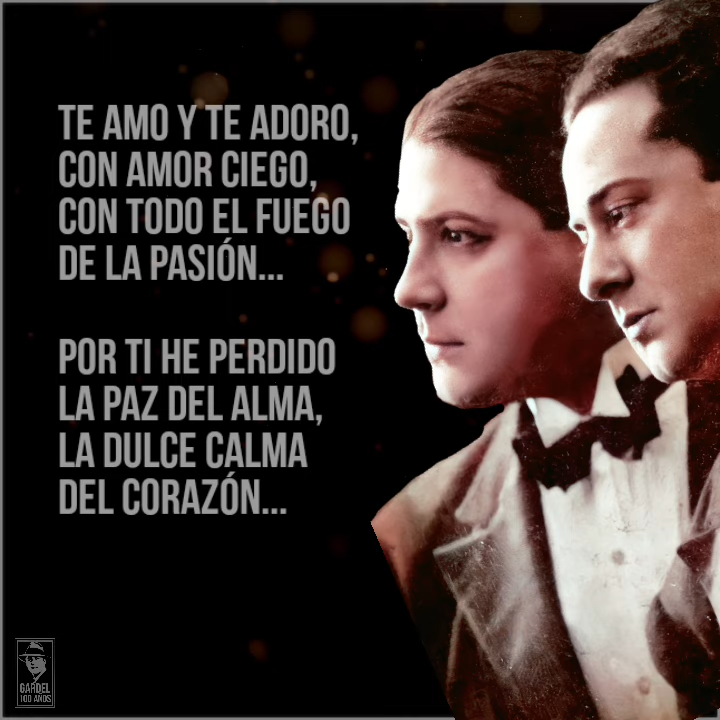 TE AMO Y TE ADORO,
CON AMOR CIEGO,
CON TODO EL FUEGO
DE LA PASIÓN...
POR TI HE PERDIDO
LA PAZ DEL ALMA,
LA DULCE CALMA
DEL CORAZÓN...
GARDEL
100 AÑOS